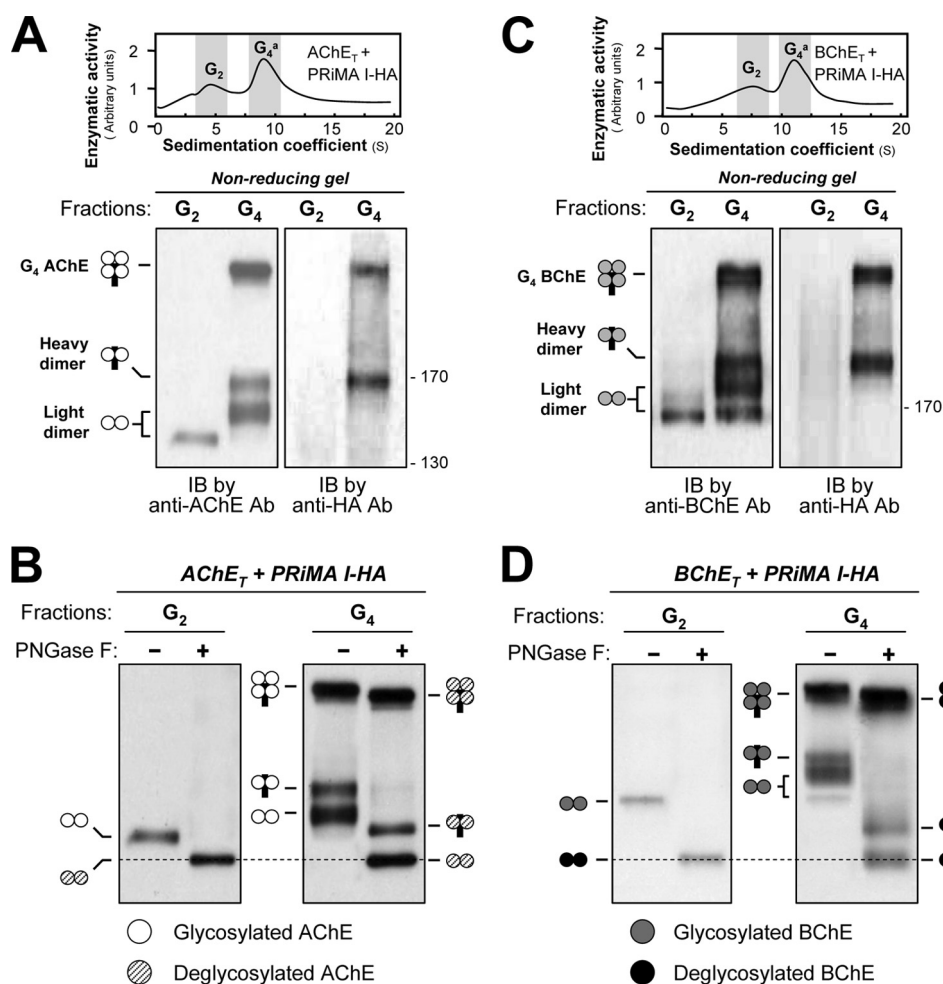 A
Enzymatic activity
( Arbitrary units)
2
1
0
G2
G4a
AChET +
PRiMA I-HA
0 5 10 15 20
Sedimentation coefficient (S)
Non-reducing gel
Fractions: G2 G4 G2 G4
G4 AChE
Heavy
dimer
Light
dimer
- 170
- 130
IB by
anti-AChE Ab
IB by
anti-HA Ab
C
Enzymatic activity
( Arbitrary units)
2
1
0
G2
G4a
BChET +
PRiMA I-HA
0 5 10 15 20
Sedimentation coefficient (S)
Non-reducing gel
Fractions: G2 G4 G2 G4
G4 BChE
Heavy
dimer
Light
dimer
- 170
IB by
anti-BChE Ab
IB by
anti-HA Ab
B
AChET + PRiMA I-HA
Fractions: G2 G4
PNGase F: – + – +
Glycosylated AChE
Deglycosylated AChE
D
BChET + PRiMA I-HA
Fractions: G2 G4
PNGase F: – + – +
Glycosylated BChE
Deglycosylated BChE